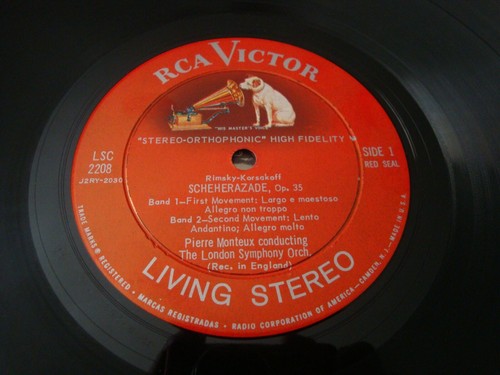 RCA VICTOR
"HIS MASTER'S VOICE"
"STEREO-ORTHOPHONIC" HIGH FIDELITY
LSC
2208
J2RY-2030
SIDE 1
RED SEAL
Rimsky-Korsakoff
SCHEHERAZADE, Op. 35
Band 1-First Movement; Largo e maestoso
Allegro non troppo
Band 2-Second Movement; Lento
Andantino; Allegro molto
Pierre Monteux conducting
The London Symphony Orch.
(Rec. in England)
LIVING STEREO
TRADE MARKS ® REGISTERED • MARCAS REGISTRADAS • RADIO CORPORATION OF AMERICA-CAMDEN, N.J.-MADE IN U.S.A.